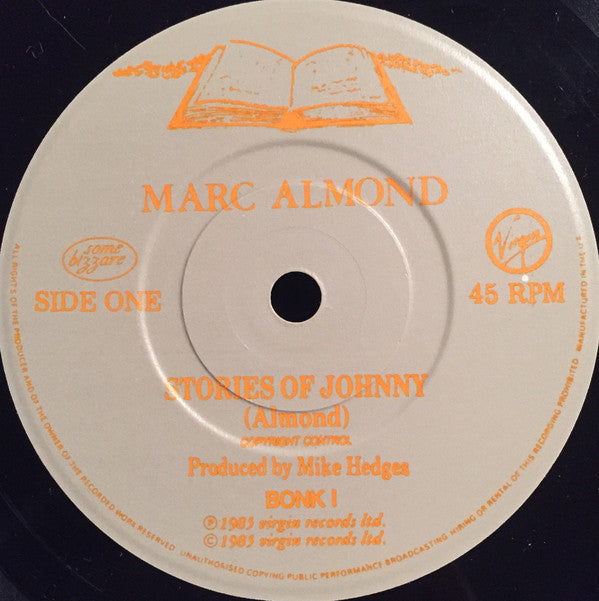 MARC ALMOND
some
bizzare
Virgin
SIDE ONE
45 RPM
STORIES OF JOHNNY
(Almond)
COPYRIGHT CONTROL
Produced by Mike Hedges
BONK 1
℗ 1985 virgin records ltd.
© 1985 virgin records ltd.
ALL RIGHTS OF THE PRODUCER AND OF THE OWNER OF THE RECORDED WORK RESERVED UNAUTHORISED COPYING PUBLIC PERFORMANCE BROADCASTING HIRING OR RENTAL OF THIS RECORDING PROHIBITED MANUFACTURED IN THE U.K.